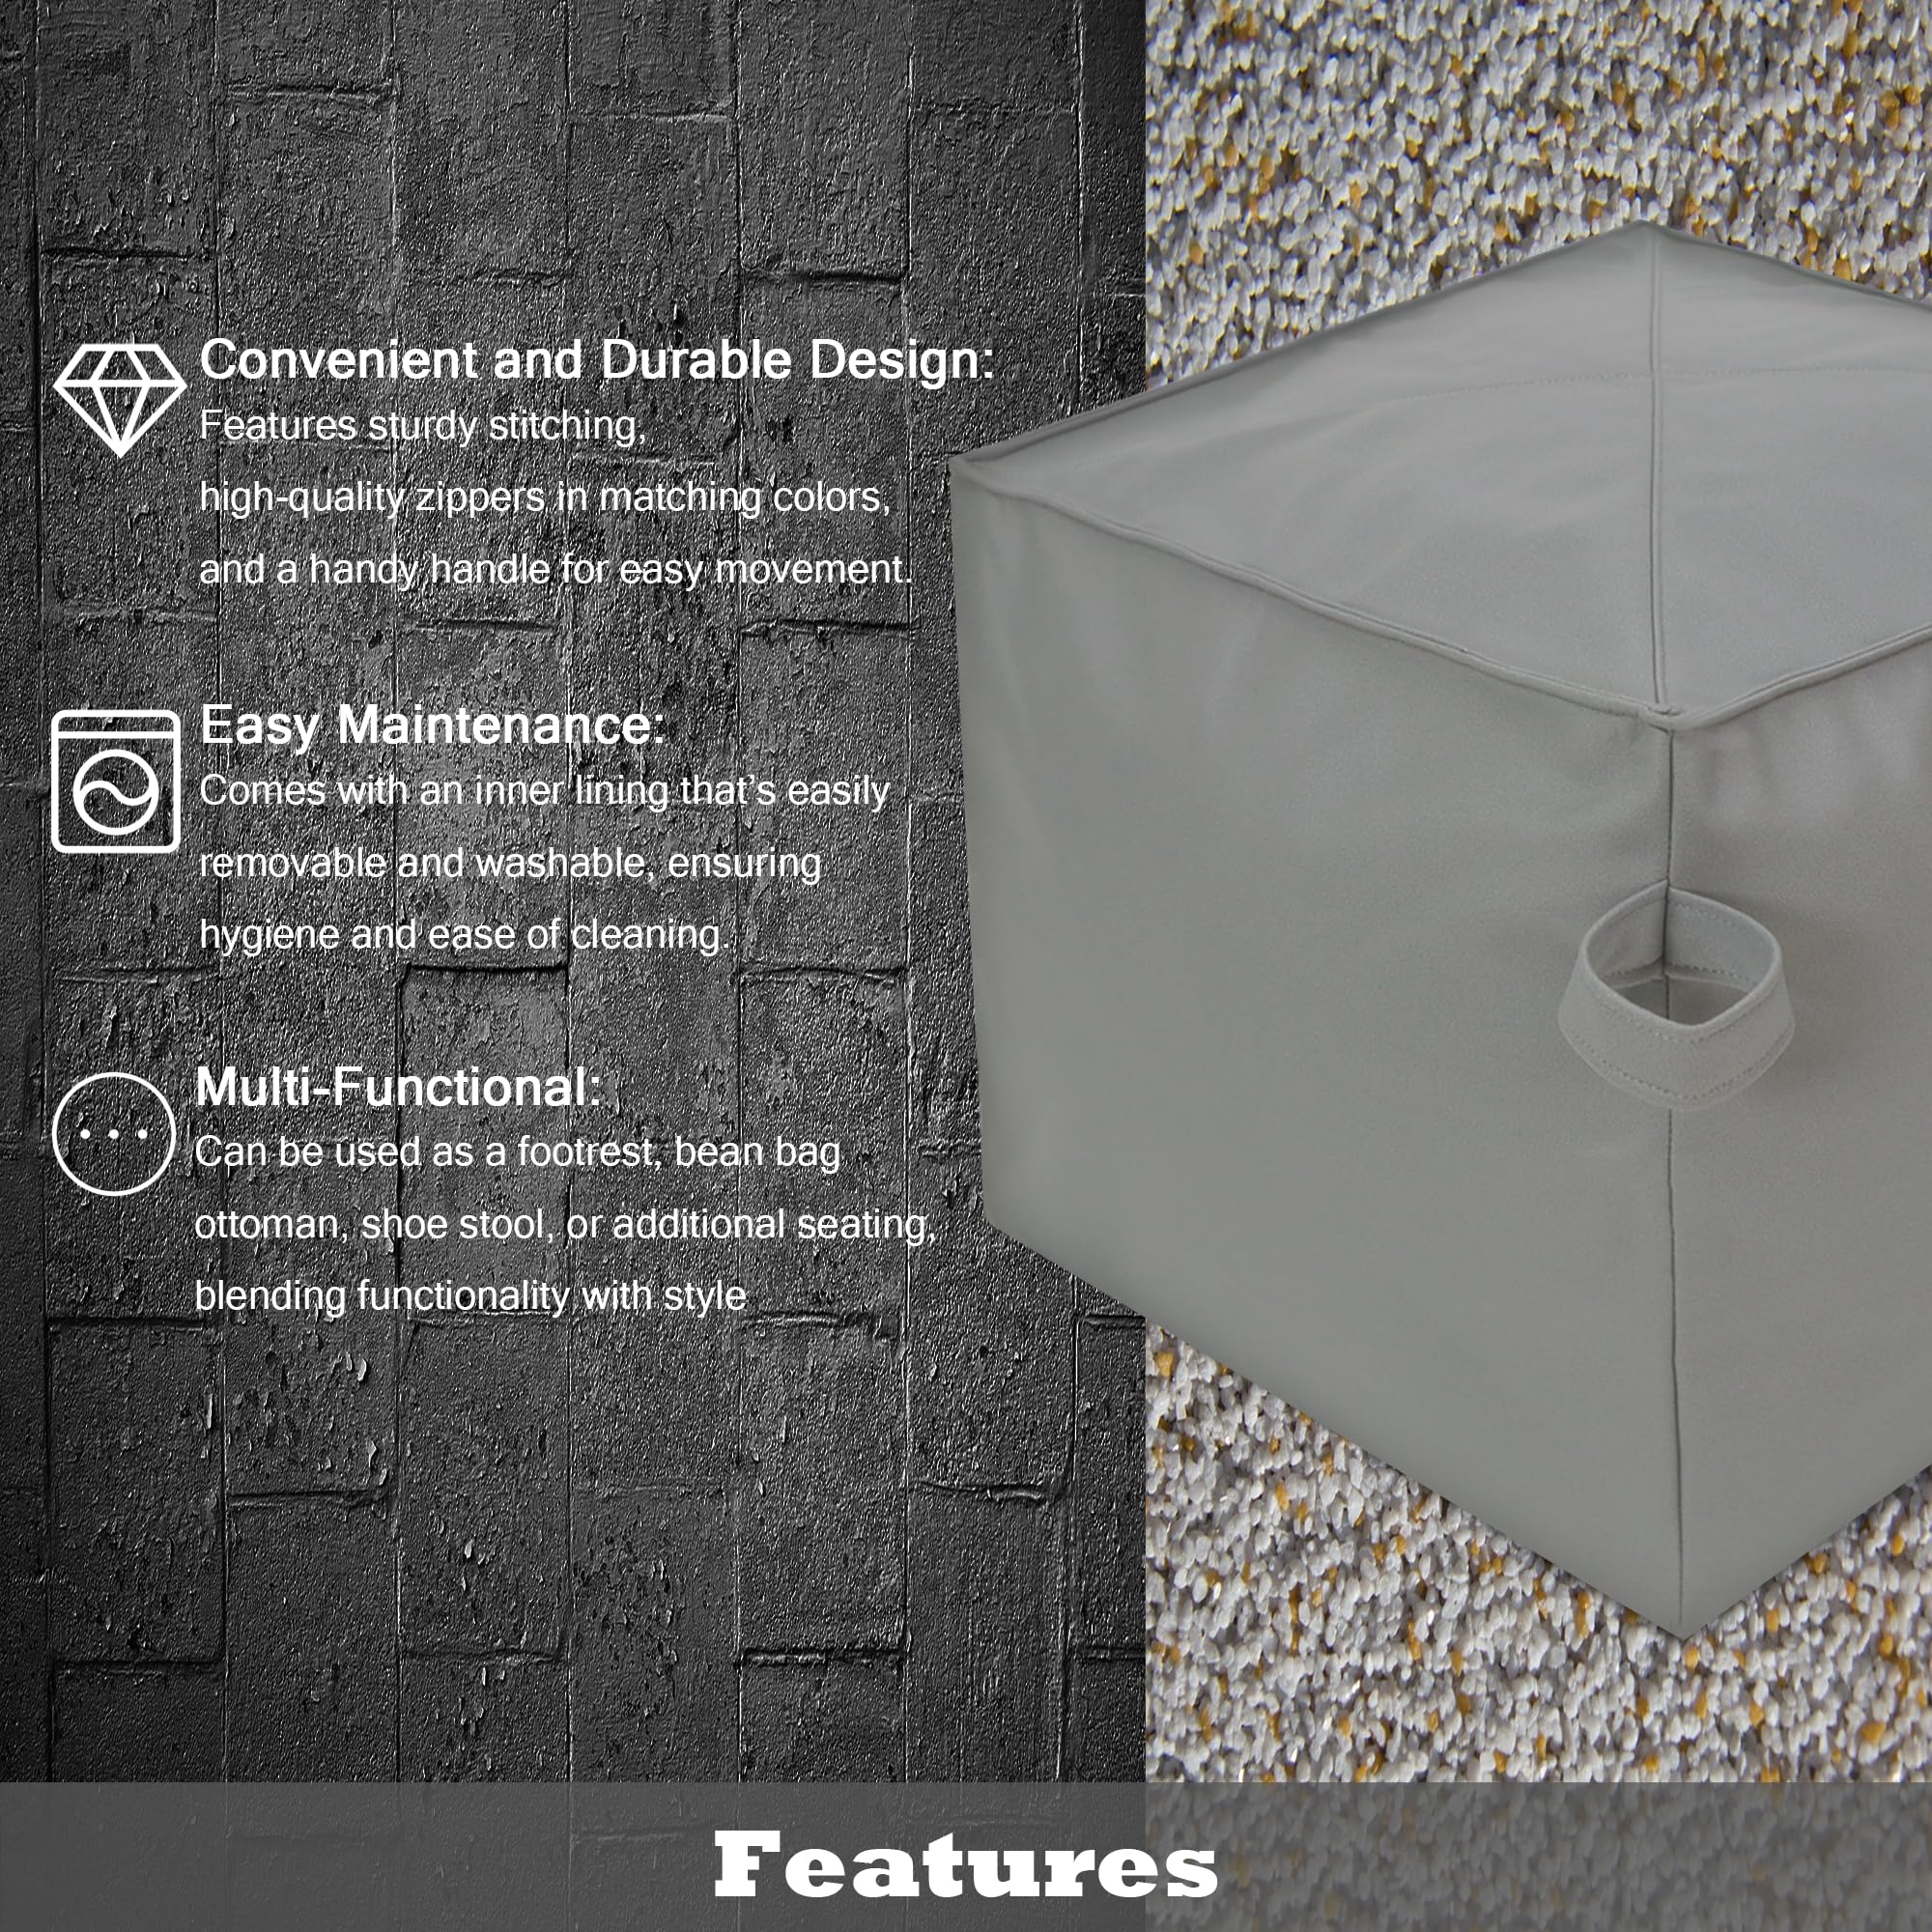 Convenient and Durable Design:
Features sturdy stitching,
high-quality zippers in matching colors,
and a handy handle for easy movement.
Easy Maintenance:
Comes with an inner lining that's easily
removable and washable, ensuring
hygiene and ease of cleaning.
Multi-Functional:
Can be used as a footrest, bean bag
ottoman, shoe stool, or additional seating,
blending functionality with style
Features